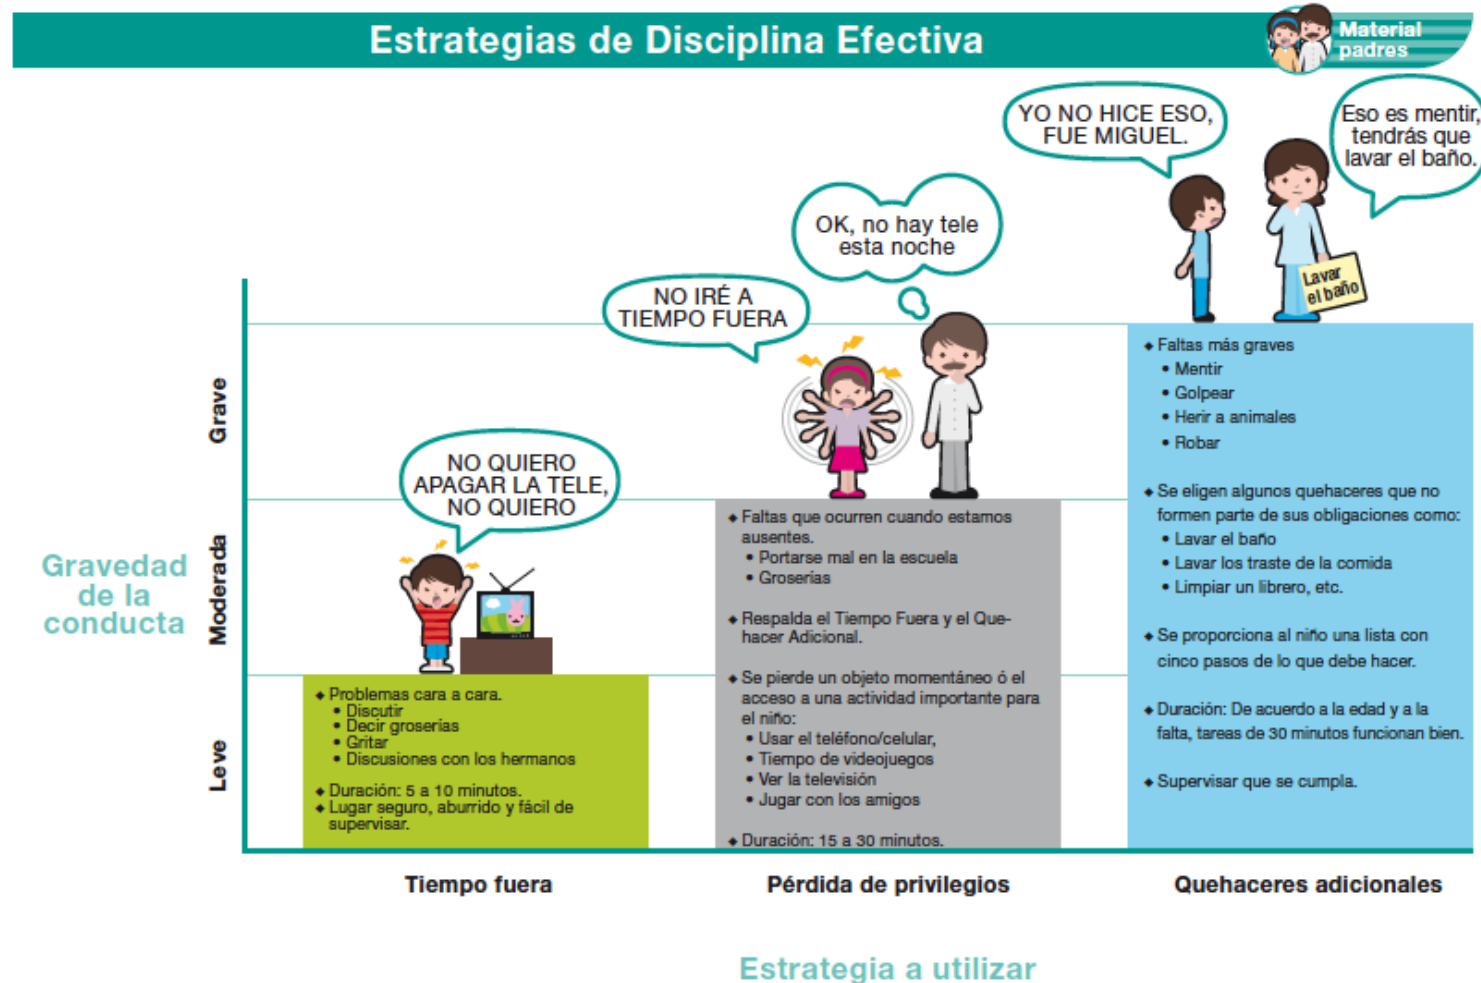 Estrategias de Disciplina Efectiva
Material
padres
YO NO HICE ESO,
FUE MIGUEL.
Eso es mentir,
tendrás que
lavar el baño.
Lavar
el baño
OK, no hay tele
esta noche
NO IRÉ A
TIEMPO FUERA
NO QUIERO
APAGAR LA TELE,
NO QUIERO
Gravedad
de la
conducta
Grave
Moderada
Leve
◆ Problemas cara a cara.
• Discutir
• Decir groserías
• Gritar
• Discusiones con los hermanos
◆ Duración: 5 a 10 minutos.
◆ Lugar seguro, aburrido y fácil de
supervisar.
◆ Faltas que ocurren cuando estamos
ausentes.
• Portarse mal en la escuela
• Groserías
◆ Respalda el Tiempo Fuera y el Que-
hacer Adicional.
◆ Se pierde un objeto momentáneo ó el
acceso a una actividad importante para
el niño:
• Usar el teléfono/celular,
• Tiempo de videojuegos
• Ver la televisión
• Jugar con los amigos
◆ Duración: 15 a 30 minutos.
◆ Faltas más graves
• Mentir
• Golpear
• Herir a animales
• Robar
◆ Se eligen algunos quehaceres que no
formen parte de sus obligaciones como:
• Lavar el baño
• Lavar los traste de la comida
• Limpiar un librero, etc.
◆ Se proporciona al niño una lista con
cinco pasos de lo que debe hacer.
◆ Duración: De acuerdo a la edad y a la
falta, tareas de 30 minutos funcionan bien.
◆ Supervisar que se cumpla.
Tiempo fuera
Pérdida de privilegios
Quehaceres adicionales
Estrategia a utilizar